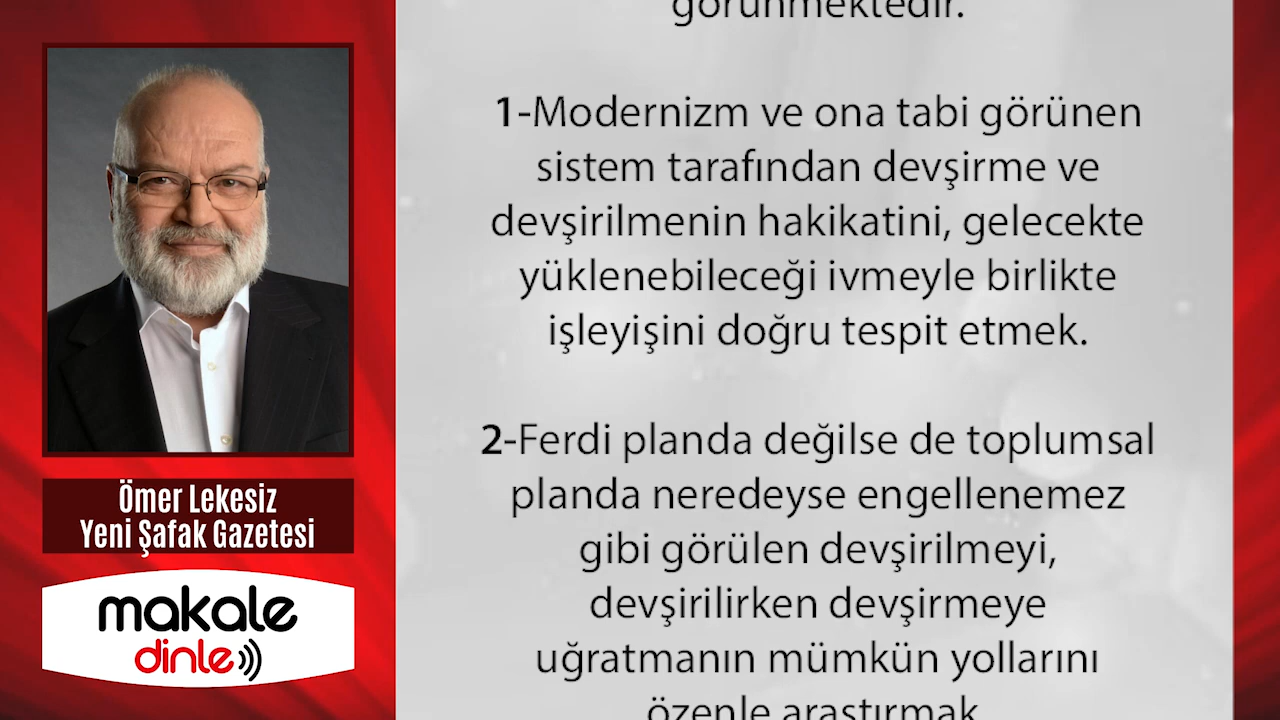 görünmektedir.
1-Modernizm ve ona tabi görünen
sistem tarafından devşirme ve
devşirilmenin hakikatini, gelecekte
yüklenebileceği ivmeyle birlikte
işleyişini doğru tespit etmek.
2-Ferdi planda değilse de toplumsal
planda neredeyse engellenemez
gibi görülen devşirilmeyi,
devşirilirken devşirmeye
uğratmanın mümkün yollarını
özenle araştırmak
Ömer Lekesiz
Yeni Şafak Gazetesi
makale
dinle